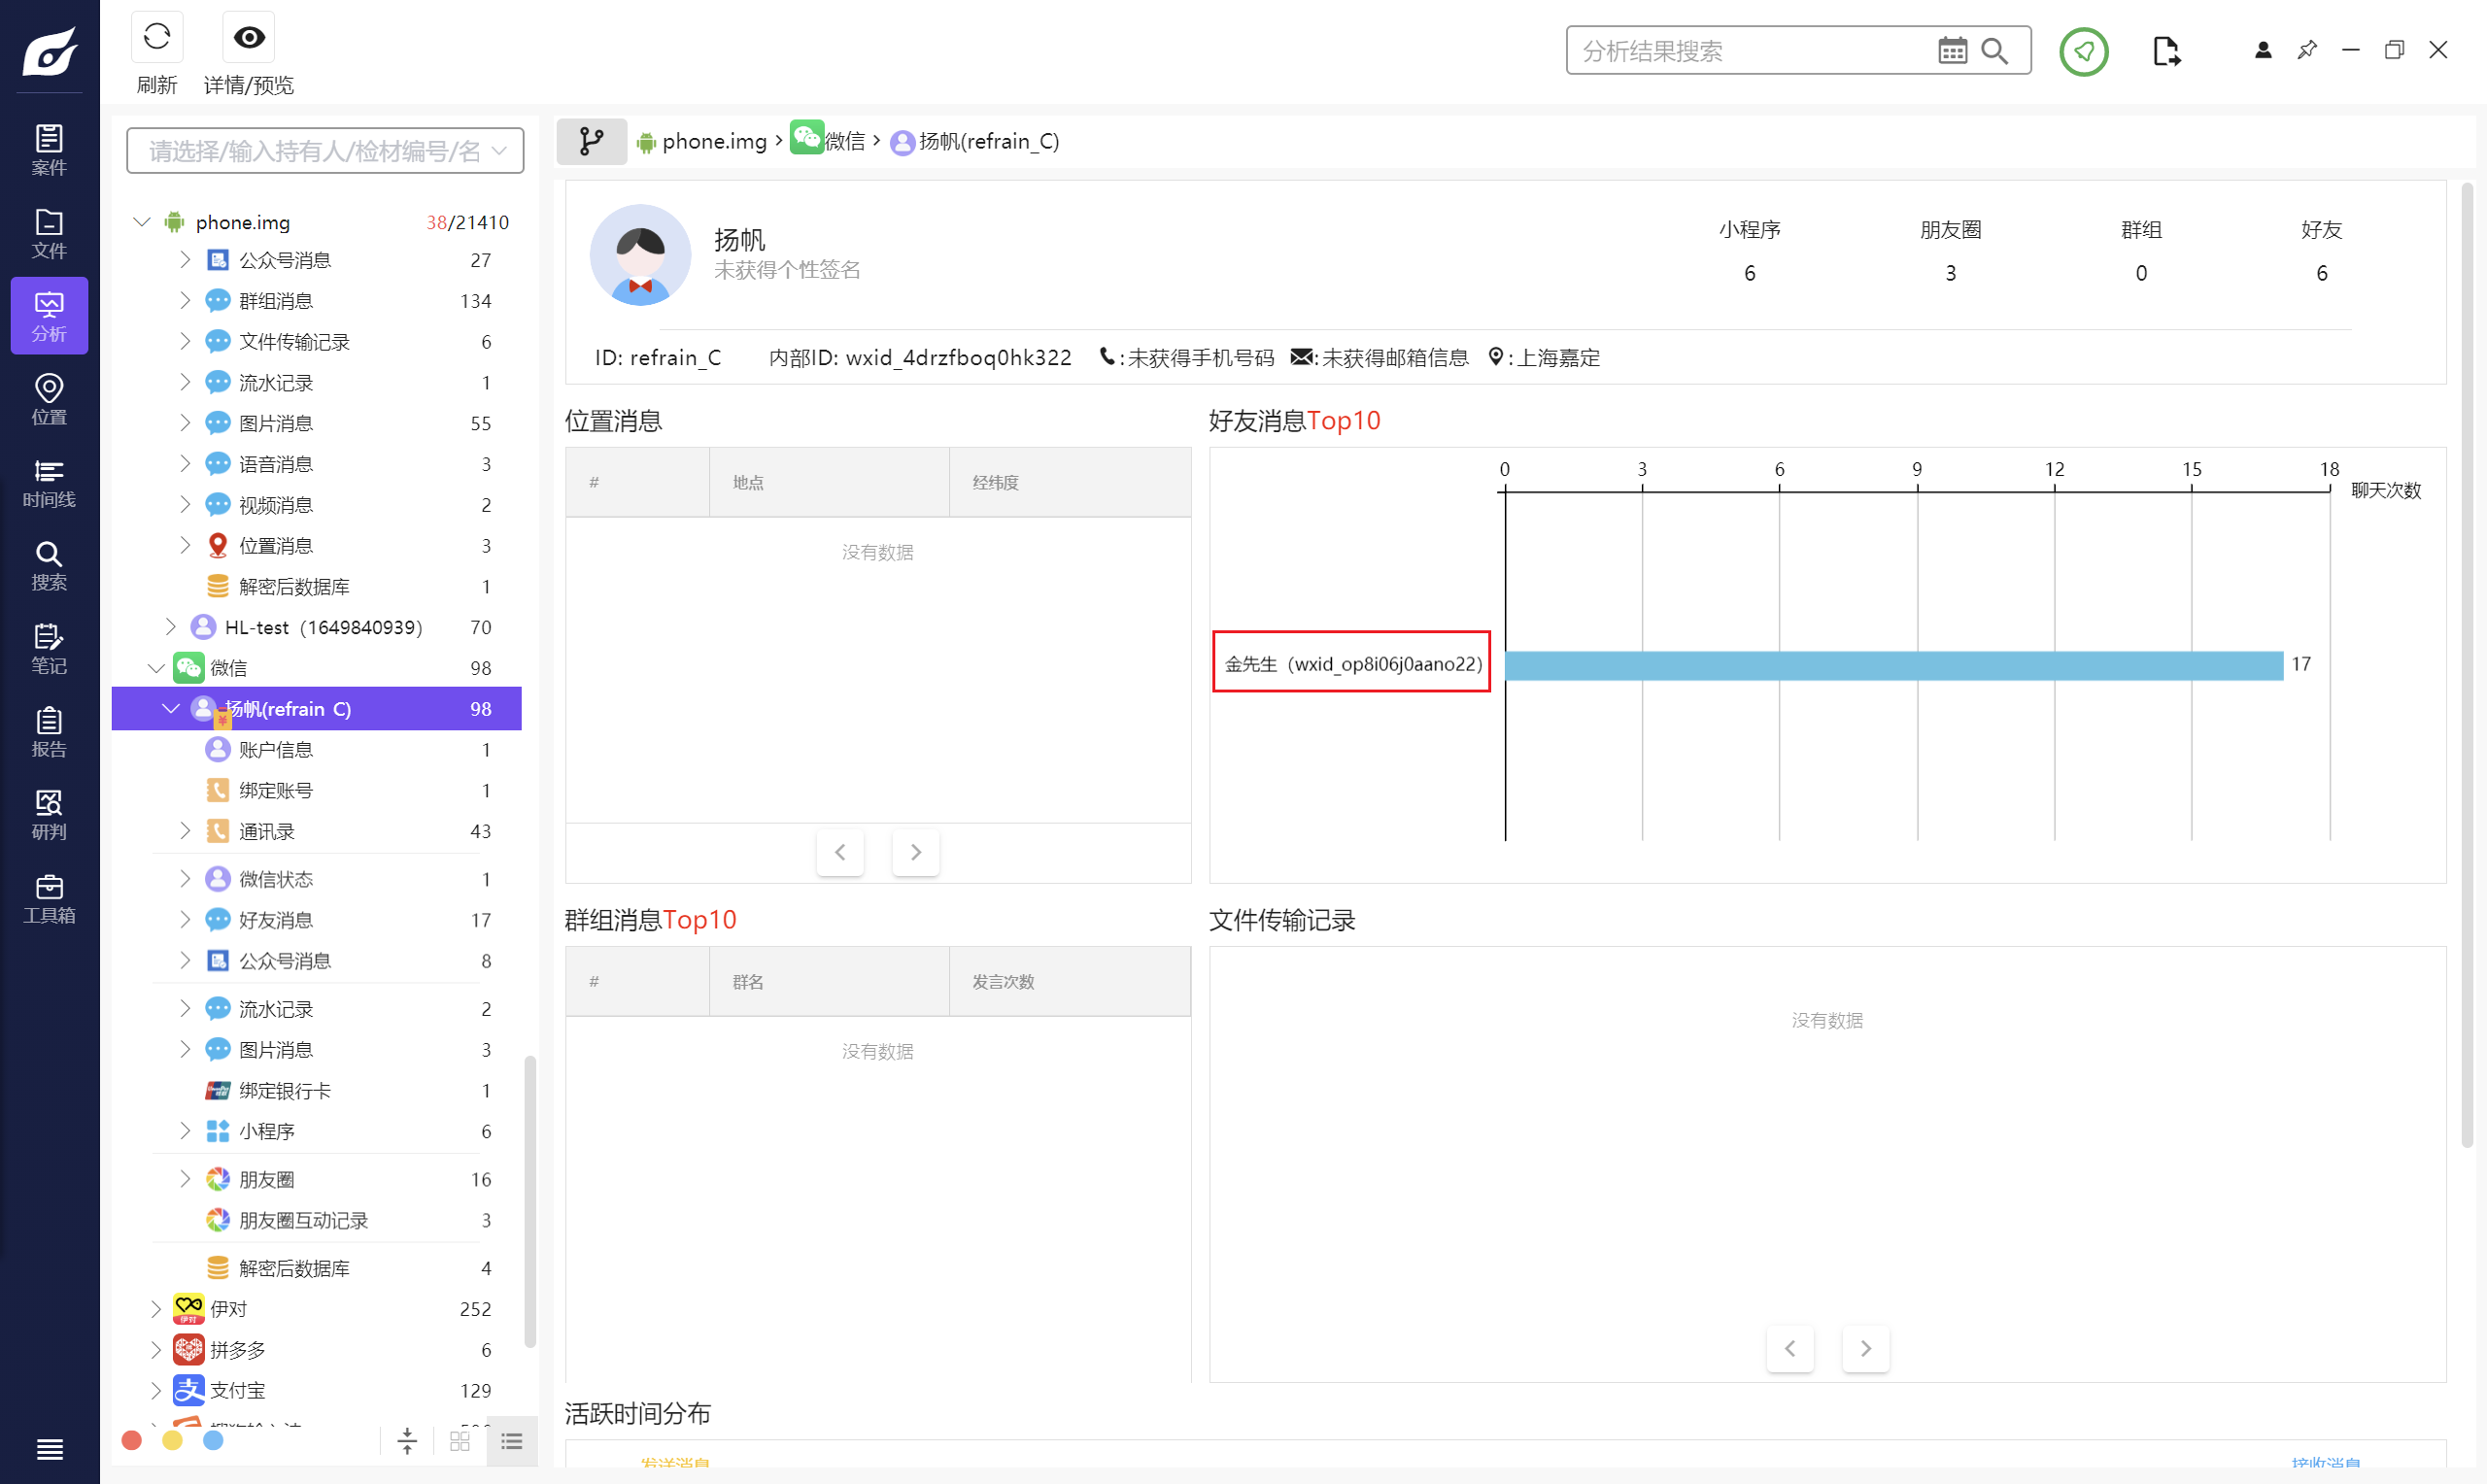 刷新
详情/预览
分析结果搜索
案件
文件
分析
位置
时间线
搜索
笔记
报告
研判
工具箱
请选择/输入持有人/检材编号/名
phone.img 38/21410
公众号消息 27
群组消息 134
文件传输记录 6
流水记录 1
图片消息 55
语音消息 3
视频消息 2
位置消息 3
解密后数据库 1
HL-test（1649840939） 70
微信 98
扬帆(refrain C) 98
账户信息 1
绑定账号 1
通讯录 43
微信状态 1
好友消息 17
公众号消息 8
流水记录 2
图片消息 3
绑定银行卡 1
小程序 6
朋友圈 16
朋友圈互动记录 3
解密后数据库 4
伊对 252
拼多多 6
支付宝 129
phone.img › 微信 › 扬帆(refrain_C)
扬帆
未获得个性签名
小程序 朋友圈 群组 好友
6 3 0 6
ID: refrain_C 内部ID: wxid_4drzfboq0hk322 :未获得手机号码 :未获得邮箱信息 :上海嘉定
位置消息
# 地点 经纬度
没有数据
好友消息Top10
0 3 6 9 12 15 18
聊天次数
金先生（wxid_op8i06j0aano22） 17
群组消息Top10
# 群名 发言次数
没有数据
文件传输记录
没有数据
活跃时间分布
发送消息 接收消息